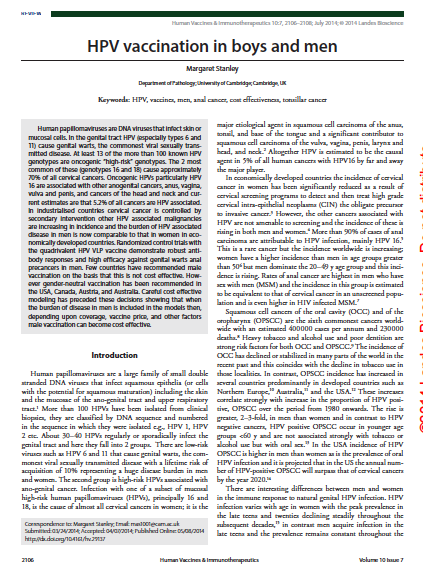 REVIEW
Human Vaccines & Immunotherapeutics 10:7, 2106–2108; July 2014; © 2014 Landes Bioscience
HPV vaccination in boys and men
Margaret Stanley
Department of Pathology; University of Cambridge; Cambridge, UK
Keywords: HPV, vaccines, men, anal cancer, cost effectiveness, tonsillar cancer
Human papillomaviruses are DNA viruses that infect skin or
mucosal cells. In the genital tract HPV (especially types 6 and
11) cause genital warts, the commonest viral sexually trans-
mitted disease. At least 13 of the more than 100 known HPV
genotypes are oncogenic "high-risk" genotypes. The 2 most
common of these (genotypes 16 and 18) cause approximately
70% of all cervical cancers. Oncogenic HPVs particularly HPV
16 are associated with other anogenital cancers, anus, vagina,
vulva and penis, and cancers of the head and neck and cur-
rent estimates are that 5.2% of all cancers are HPV associated.
In industrialized countries cervical cancer is controlled by
secondary intervention other HPV associated malignancies
are increasing in incidence and the burden of HPV associated
disease in men is now comparable to that in women in eco-
nomically developed countries. Randomized control trials with
the quadrivalent HPV VLP vaccine demonstrate robust anti-
body responses and high efficacy against genital warts anal
precancers in men. Few countries have recommended male
vaccination on the basis that this is not cost effective. How-
ever gender-neutral vaccination has been recommended in
the USA, Canada, Austria, and Australia. Careful cost effective
modeling has preceded these decisions showing that when
the burden of disease in men is included in the models then,
depending upon coverage, vaccine price, and other factors
male vaccination can become cost effective.
Introduction
Human papillomaviruses are a large family of small double
stranded DNA viruses that infect squamous epithelia (or cells
with the potential for squamous maturation) including the skin
and the mucosae of the ano-genital tract and upper respiratory
tract.1 More than 100 HPVs have been isolated from clinical
biopsies, they are classified by DNA sequence and numbered
in the sequence in which they were isolated e.g., HPV 1, HPV
2 etc. About 30–40 HPVs regularly or sporadically infect the
genital tract and here they fall into 2 groups. There are low-risk
viruses such as HPV 6 and 11 that cause genital warts, the com-
monest viral sexually transmitted disease with a lifetime risk of
acquisition of 10% representing a huge disease burden in men
and women. The second group is high-risk HPVs associated with
ano-genital cancer. Infection with one of a subset of mucosal
high-risk human papillomaviruses (HPVs), principally 16 and
18, is the cause of almost all cervical cancers in women; it is the
Correspondence to: Margaret Stanley; Email: mas1001@cam.ac.uk
Submitted: 03/24/2014; Accepted: 04/07/2014; Published Online: 05/08/2014
http://dx.doi.org/10.4161/hv.29137
major etiological agent in squamous cell carcinoma of the anus,
tonsil, and base of the tongue and a significant contributor to
squamous cell carcinoma of the vulva, vagina, penis, larynx and
head, and neck.2 Altogether HPV is estimated to be the causal
agent in 5% of all human cancers with HPV16 by far and away
the major player.
In economically developed countries the incidence of cervical
cancer in women has been significantly reduced as a result of
cervical screening programs to detect and then treat high grade
cervical intra-epithelial neoplasia (CIN) the obligate precursor
to invasive cancer.3 However, the other cancers associated with
HPV are not amenable to screening and the incidence of these is
rising in both men and women.4 More than 90% of cases of anal
carcinoma are attributable to HPV infection, mainly HPV 16.5
This is a rare cancer but the incidence worldwide is increasing;
women have a higher incidence than men in age groups greater
than 50 but men dominate the 20–49 y age group and this inci-
dence is rising. Rates of anal cancer are highest in men who have
sex with men (MSM) and the incidence in this group is estimated
to be equivalent to that of cervical cancer in an unscreened popu-
lation and is even higher in HIV infected MSM.7
Squamous cell cancers of the oral cavity (OCC) and of the
oropharynx (OPSCC) are the sixth commonest cancers world-
wide with an estimated 400000 cases per annum and 230000
deaths.8 Heavy tobacco and alcohol use and poor dentition are
strong risk factors for both OCC and OPSCC.9 The incidence of
OCC has declined or stabilized in many parts of the world in the
recent past and this coincides with the decline in tobacco use in
those localities. In contrast, OPSCC incidence has increased in
several countries predominantly in developed countries such as
Northern Europe,10 Australia,11 and the USA.12 These increases
correlate strongly with increase in the proportion of HPV posi-
tive, OPSCC over the period from 1980 onwards. The rise is
greater, 2–3-fold, in men than women and in contrast to HPV
negative cancers, HPV positive OPSCC occur in younger age
groups <60 y and are not associated strongly with tobacco or
alcohol use but with oral sex.13 In the USA incidence of HPV
OPSCC is higher in men than women as is the prevalence of oral
HPV infection and it is projected that in the US the annual num-
ber of HPV-positive OPSCC will surpass that of cervical cancers
by the year 2020.14
There are interesting differences between men and women
in the immune response to natural genital HPV infection. HPV
infection varies with age in women with the peak prevalence in
the late teens and twenties declining steadily throughout the
subsequent decades,15 in contrast men acquire infection in the
late teens and the prevalence remains constant throughout the
2106
Human Vaccines & Immunotherapeutics
Volume 10 Issue 7